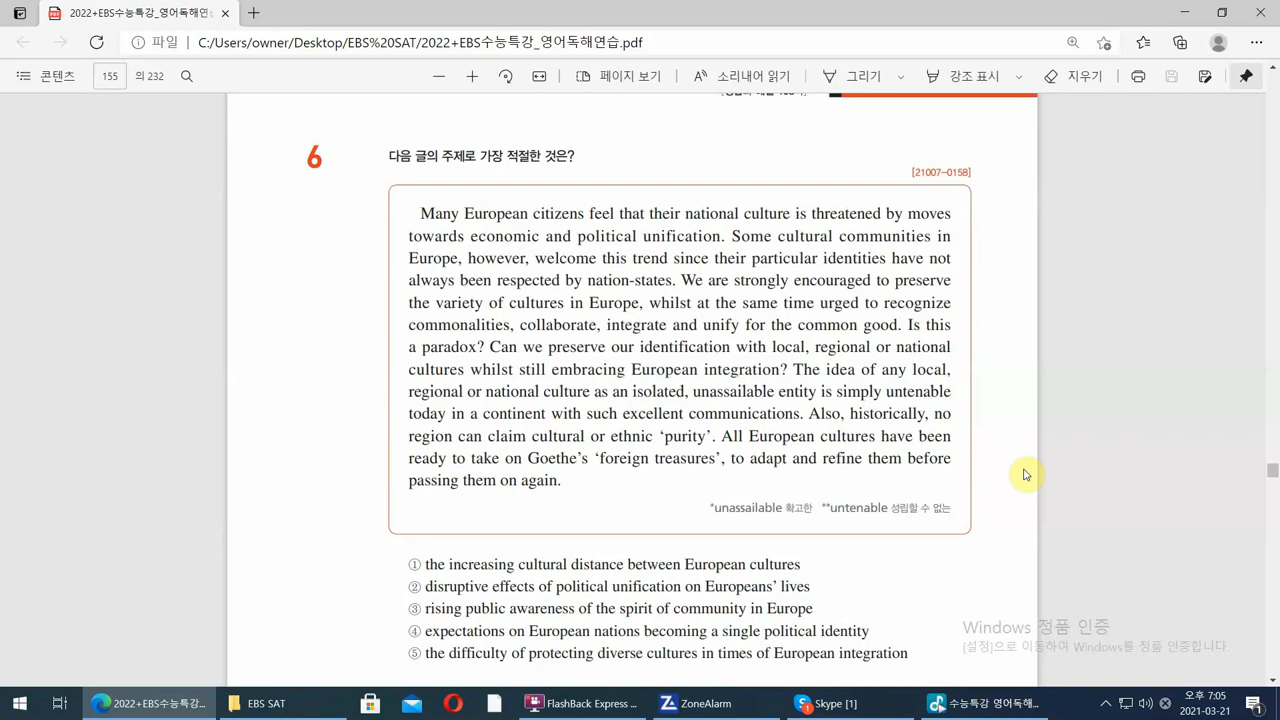 2022+EBS수능특강_영어독해연습
파일 C:/Users/owner/Desktop/EBS%20SAT/2022+EBS수능특강_영어독해연습.pdf
콘텐츠 155 의 232 페이지 보기 소리내어 읽기 그리기 강조 표시 지우기
6 다음 글의 주제로 가장 적절한 것은?
[21007-0158]
Many European citizens feel that their national culture is threatened by moves
towards economic and political unification. Some cultural communities in
Europe, however, welcome this trend since their particular identities have not
always been respected by nation-states. We are strongly encouraged to preserve
the variety of cultures in Europe, whilst at the same time urged to recognize
commonalities, collaborate, integrate and unify for the common good. Is this
a paradox? Can we preserve our identification with local, regional or national
cultures whilst still embracing European integration? The idea of any local,
regional or national culture as an isolated, unassailable entity is simply untenable
today in a continent with such excellent communications. Also, historically, no
region can claim cultural or ethnic ‘purity’. All European cultures have been
ready to take on Goethe’s ‘foreign treasures’, to adapt and refine them before
passing them on again.
*unassailable 확고한 **untenable 성립할 수 없는
① the increasing cultural distance between European cultures
② disruptive effects of political unification on Europeans’ lives
③ rising public awareness of the spirit of community in Europe
④ expectations on European nations becoming a single political identity
⑤ the difficulty of protecting diverse cultures in times of European integration
Windows 정품 인증
[설정]으로 이동하여 Windows를 정품 인증합니다.
2022+EBS수능특강... EBS SAT FlashBack Express ... ZoneAlarm Skype [1] 수능특강 영어독해... 오후 7:05
2021-03-21